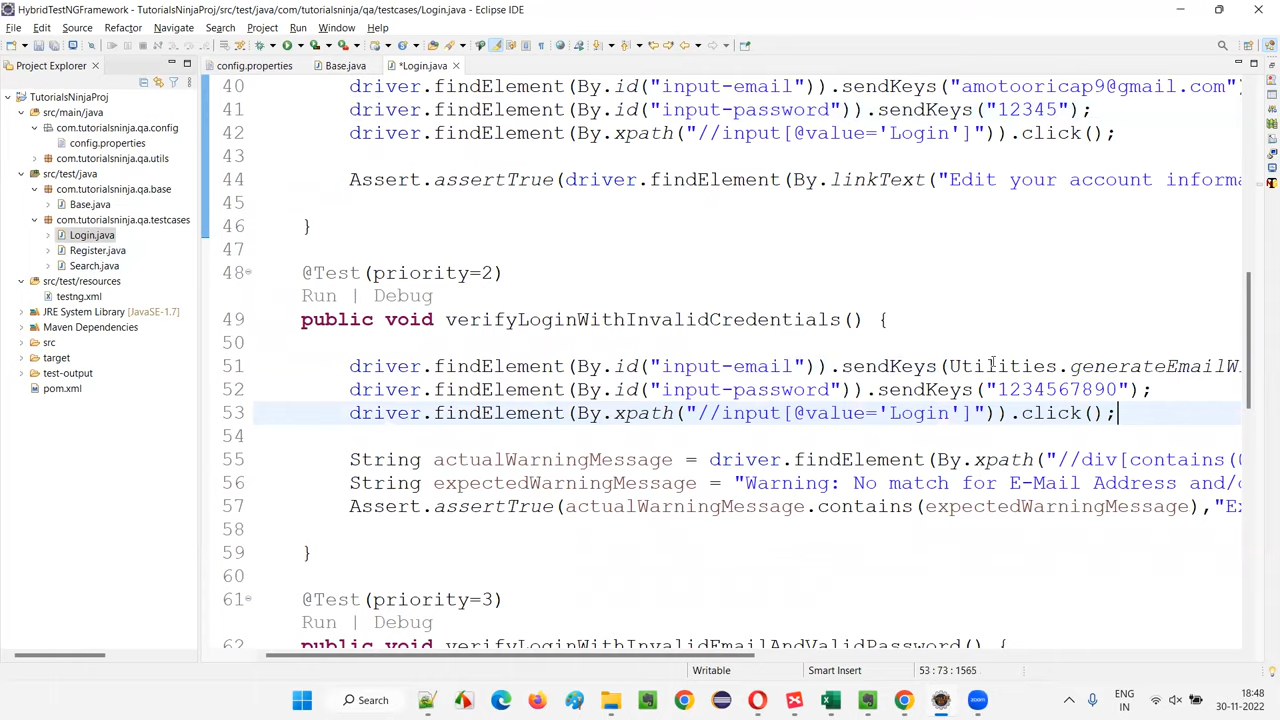 HybridTestNGFramework - TutorialsNinjaProj/src/test/java/com/tutorialsninja/qa/testcases/Login.java - Eclipse IDE
File Edit Source Refactor Navigate Search Project Run Window Help
Project Explorer
config.properties Base.java *Login.java
TutorialsNinjaProj
src/main/java
com.tutorialsninja.qa.config
config.properties
com.tutorialsninja.qa.utils
src/test/java
com.tutorialsninja.qa.base
Base.java
com.tutorialsninja.qa.testcases
Login.java
Register.java
Search.java
src/test/resources
testng.xml
JRE System Library [JavaSE-1.7]
Maven Dependencies
src
target
test-output
pom.xml
40 driver.findElement(By.id("input-email")).sendKeys("amotooricap9@gmail.com")
41 driver.findElement(By.id("input-password")).sendKeys("12345");
42 driver.findElement(By.xpath("//input[@value='Login']")).click();
43
44 Assert.assertTrue(driver.findElement(By.linkText("Edit your account informa
45
46 }
47
48 @Test(priority=2)
Run | Debug
49 public void verifyLoginWithInvalidCredentials() {
50
51 driver.findElement(By.id("input-email")).sendKeys(Utilities.generateEmailW
52 driver.findElement(By.id("input-password")).sendKeys("1234567890");
53 driver.findElement(By.xpath("//input[@value='Login']")).click();
54
55 String actualWarningMessage = driver.findElement(By.xpath("//div[contains(
56 String expectedWarningMessage = "Warning: No match for E-Mail Address and/
57 Assert.assertTrue(actualWarningMessage.contains(expectedWarningMessage),"Ex
58
59 }
60
61 @Test(priority=3)
Run | Debug
62 public void verifyLoginWithInvalidEmailAndValidPassword() {
Writable Smart Insert 53 : 73 : 1565
Search
ENG
IN
18:48
30-11-2022